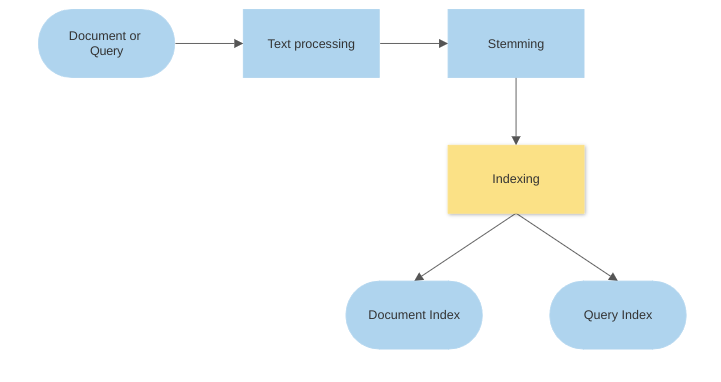 Document or
Query
Text processing
Stemming
Indexing
Document Index
Query Index